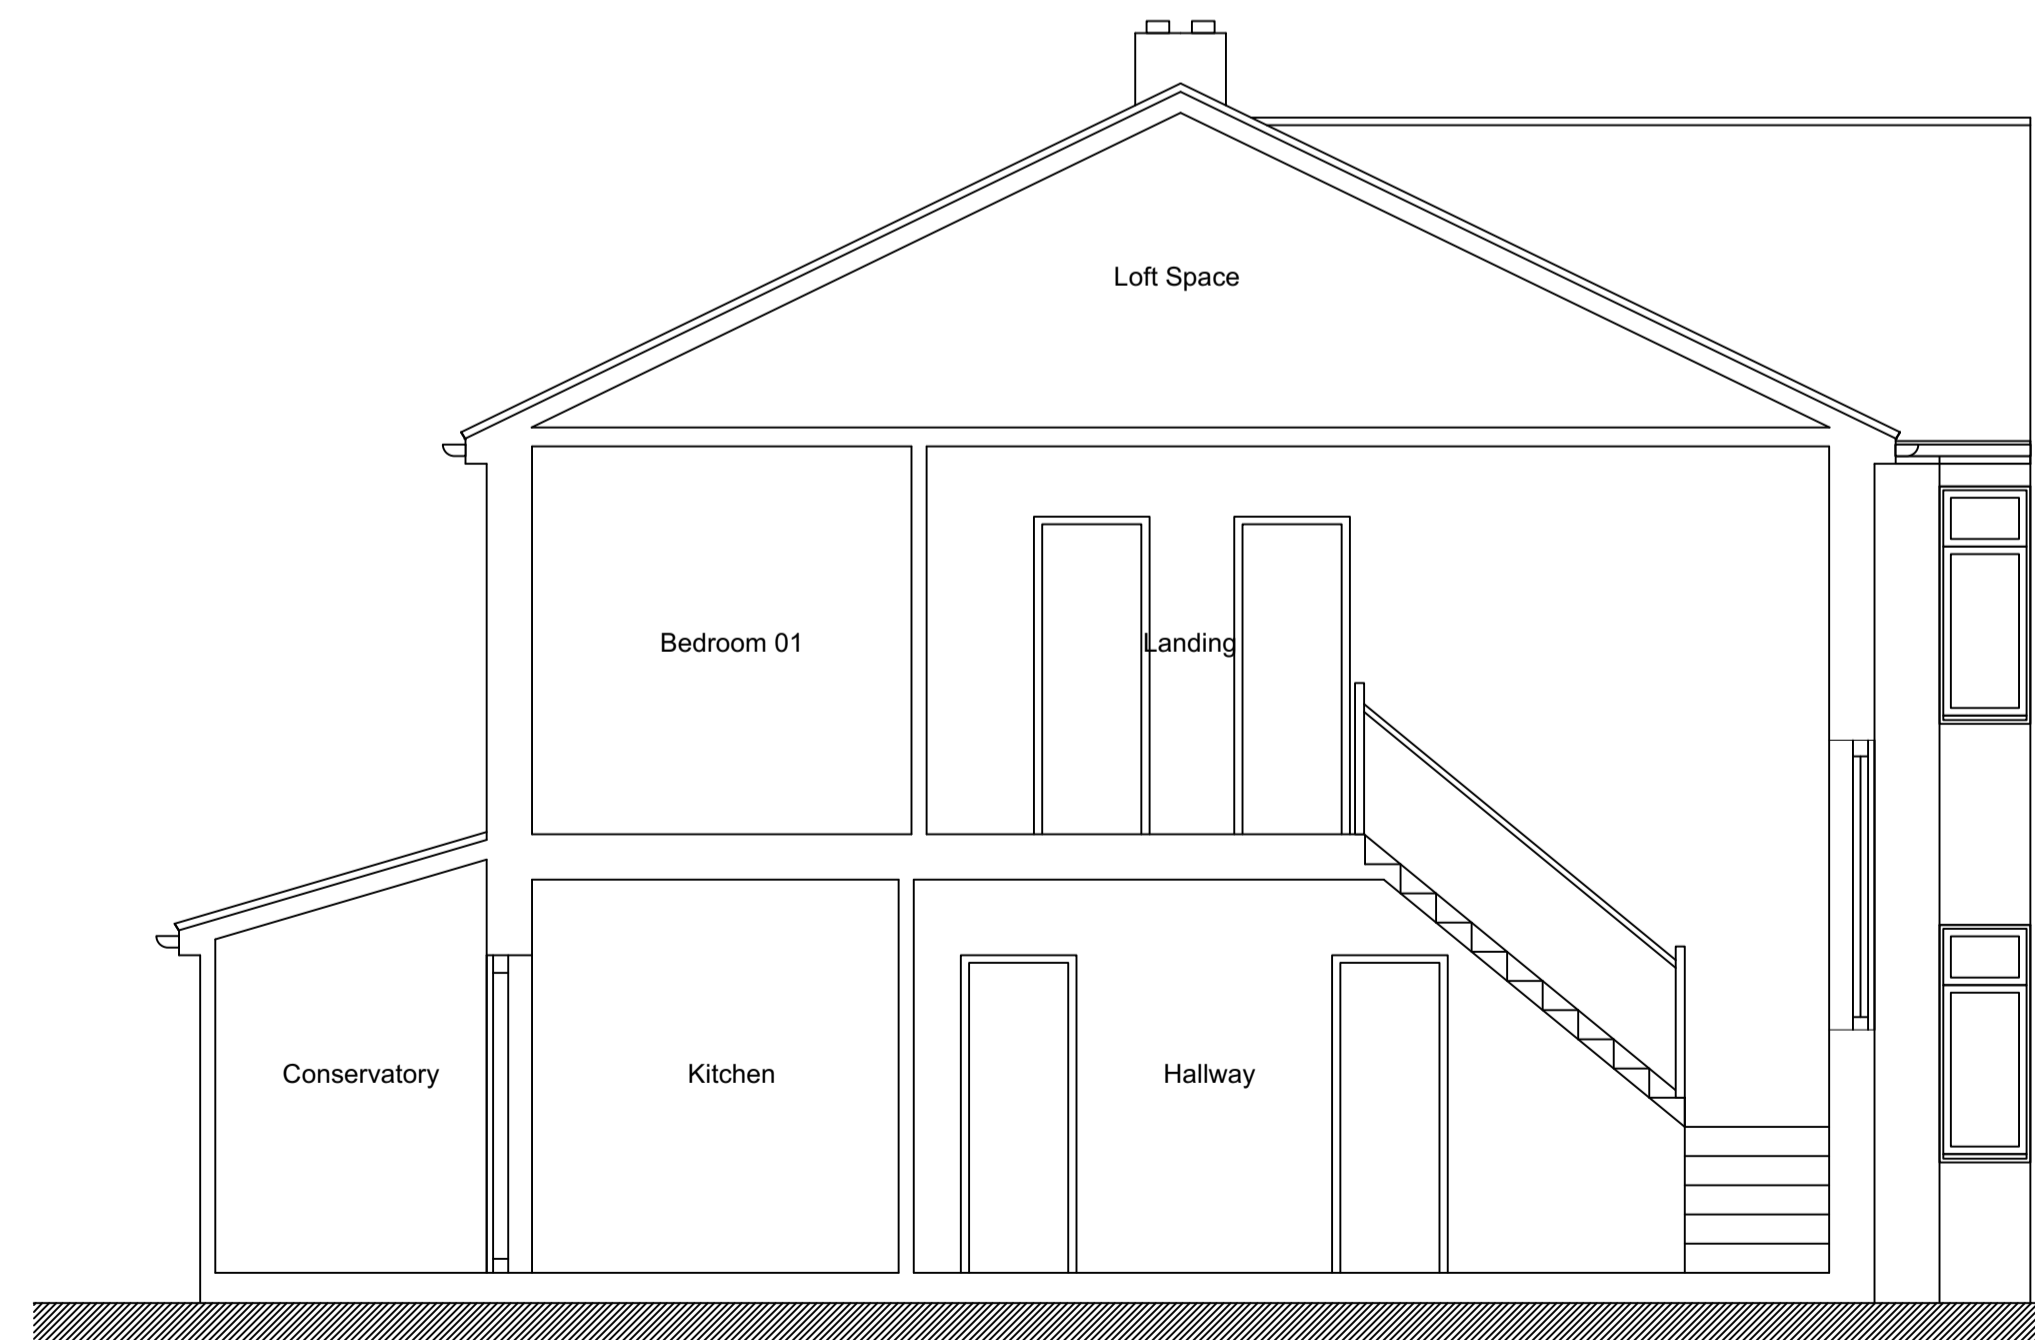 Loft Space
Bedroom 01
Landing
Conservatory
Kitchen
Hallway